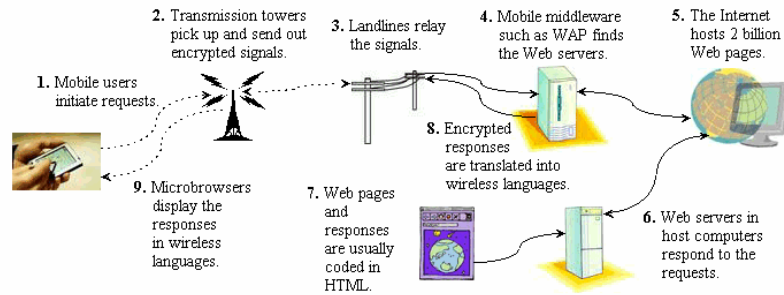 1. Mobile users
initiate requests.
2. Transmission towers
pick up and send out
encrypted signals.
3. Landlines relay
the signals.
4. Mobile middleware
such as WAP finds
the Web servers.
5. The Internet
hosts 2 billion
Web pages.
6. Web servers in
host computers
respond to the
requests.
7. Web pages
and
responses
are usually
coded in
HTML.
8. Encrypted
responses
are translated into
wireless languages.
9. Microbrowsers
display the
responses
in wireless
languages.